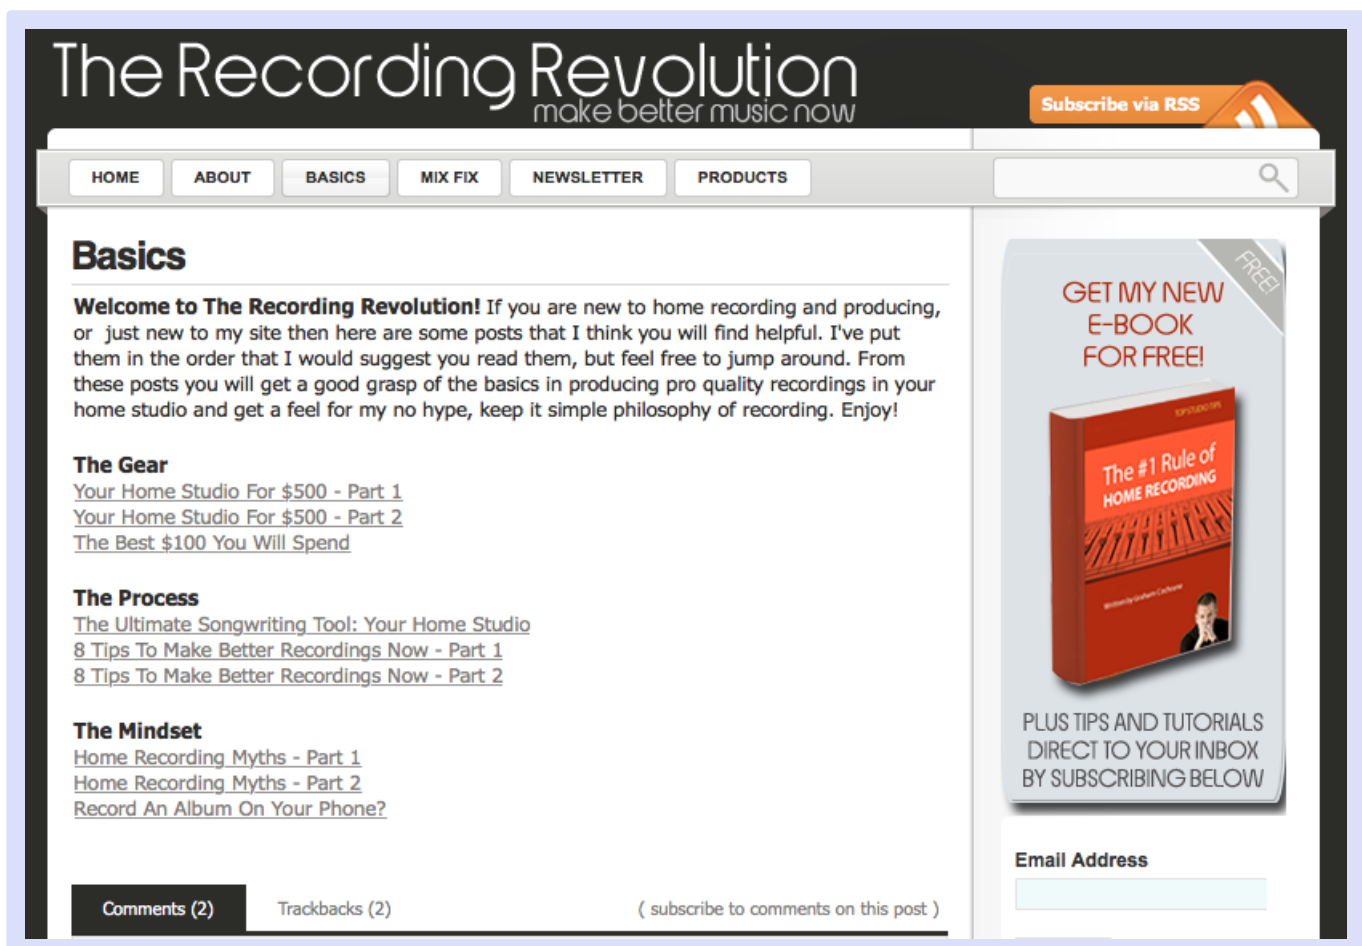 The Recording Revolution
make better music now
Subscribe via RSS
HOME
ABOUT
BASICS
MIX FIX
NEWSLETTER
PRODUCTS
Basics
Welcome to The Recording Revolution! If you are new to home recording and producing,
or  just new to my site then here are some posts that I think you will find helpful. I've put
them in the order that I would suggest you read them, but feel free to jump around. From
these posts you will get a good grasp of the basics in producing pro quality recordings in your
home studio and get a feel for my no hype, keep it simple philosophy of recording. Enjoy!
The Gear
Your Home Studio For $500 - Part 1
Your Home Studio For $500 - Part 2
The Best $100 You Will Spend
The Process
The Ultimate Songwriting Tool: Your Home Studio
8 Tips To Make Better Recordings Now - Part 1
8 Tips To Make Better Recordings Now - Part 2
The Mindset
Home Recording Myths - Part 1
Home Recording Myths - Part 2
Record An Album On Your Phone?
Comments (2)
Trackbacks (2)
( subscribe to comments on this post )
FREE!
GET MY NEW
E-BOOK
FOR FREE!
TOP STUDIO TIPS
The #1 Rule of
HOME RECORDING
Written by Graham Cochrane
PLUS TIPS AND TUTORIALS
DIRECT TO YOUR INBOX
BY SUBSCRIBING BELOW
Email Address